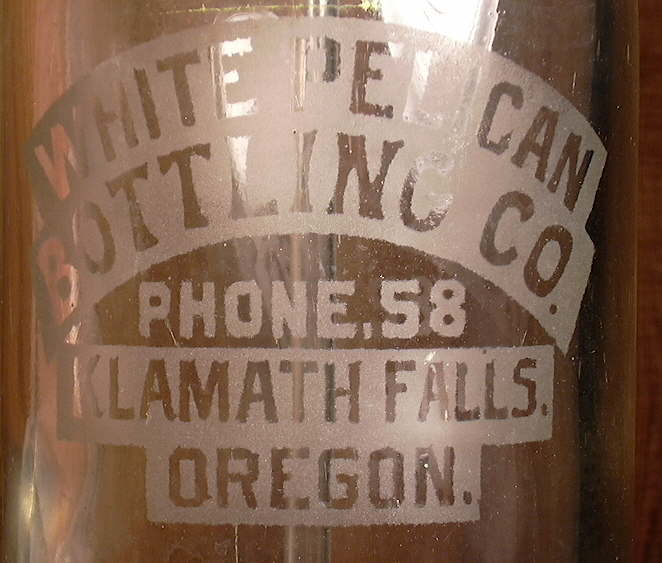 WHITE PELICAN
BOTTLING CO.
PHONE.58
KLAMATH FALLS.
OREGON.